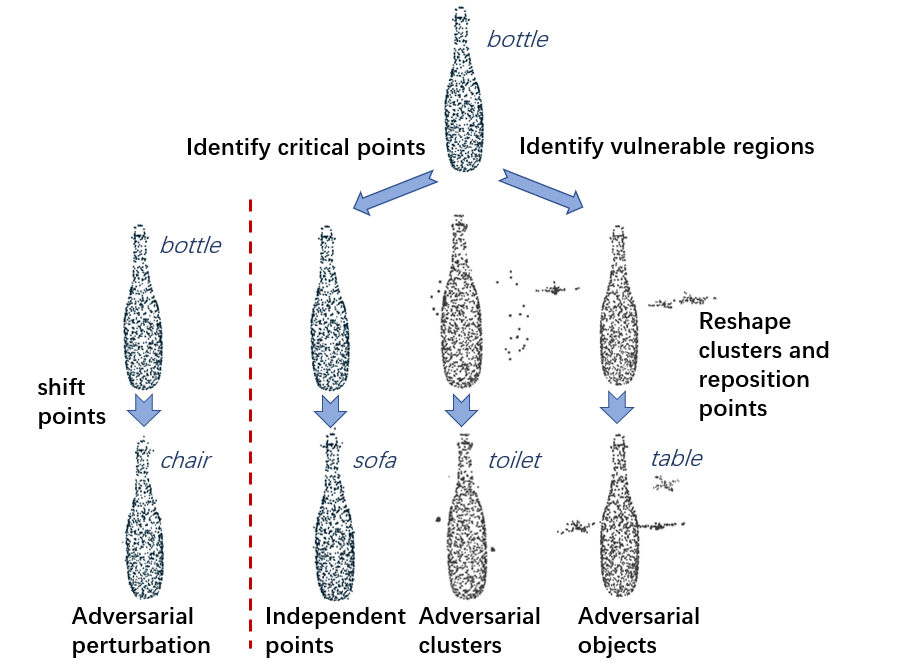 bottle
Identify critical points
Identify vulnerable regions
bottle
Reshape
clusters and
reposition
points
shift
points
chair
sofa
toilet
table
Adversarial
perturbation
Independent
points
Adversarial
clusters
Adversarial
objects